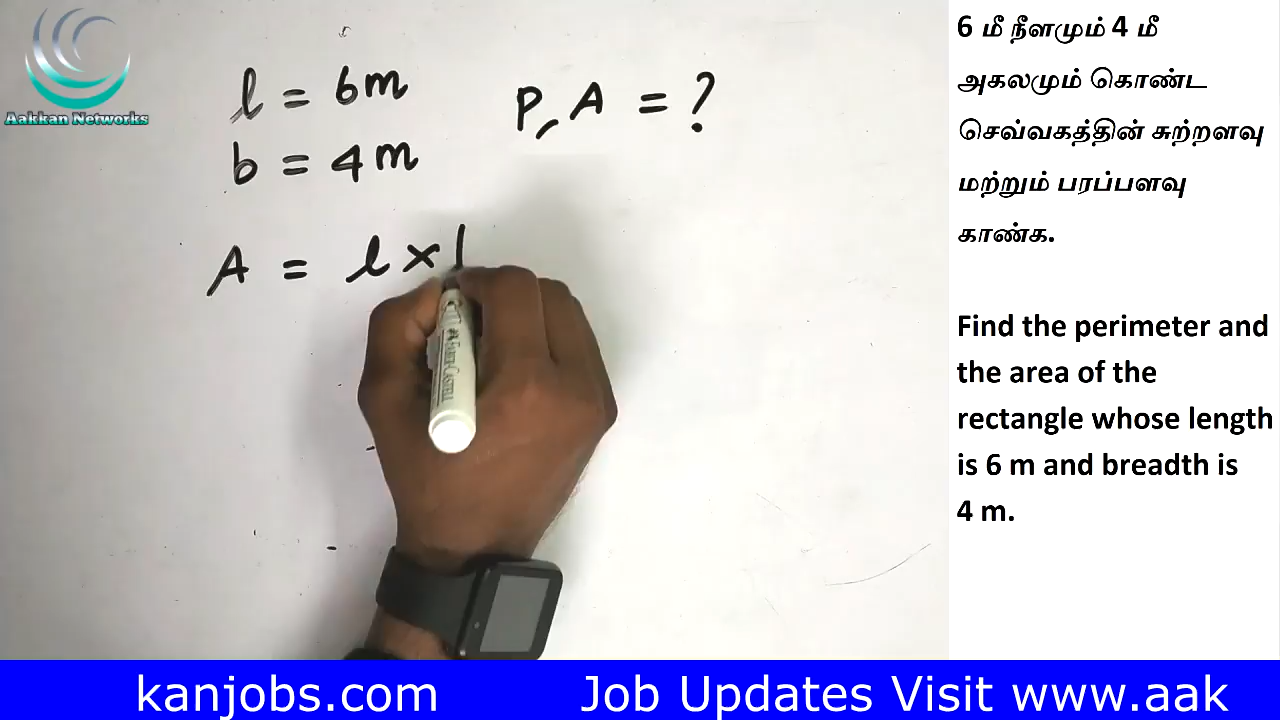 Aakkan Networks
l = 6m
b = 4m
P, A = ?
A = l × l
6 மீ நீளமும் 4 மீ
அகலமும் கொண்ட
செவ்வகத்தின் சுற்றளவு
மற்றும் பரப்பளவு
காண்க.
Find the perimeter and
the area of the
rectangle whose length
is 6 m and breadth is
4 m.
kanjobs.com Job Updates Visit www.aak